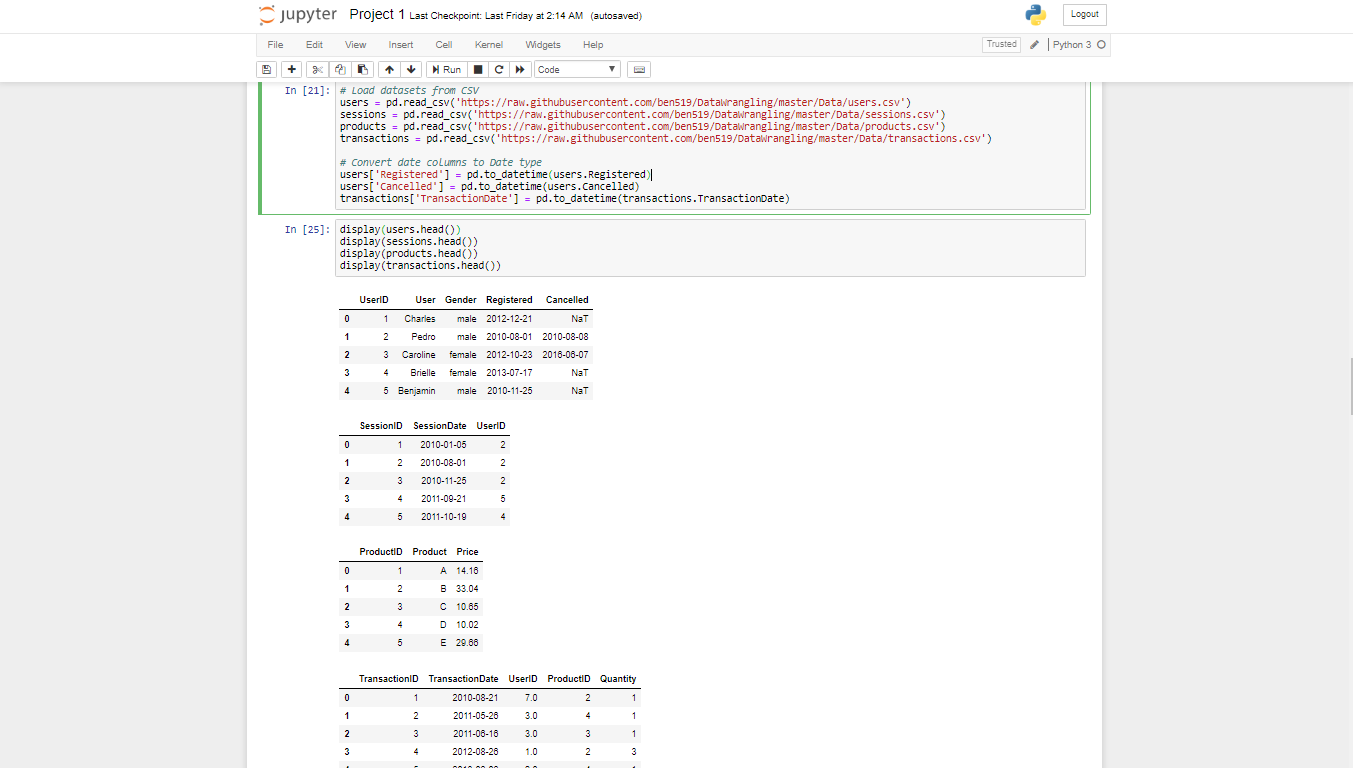 jupyter Project 1 Last Checkpoint: Last Friday at 2:14 AM (autosaved) Logout
File Edit View Insert Cell Kernel Widgets Help Trusted Python 3
Run Code
In [21]: # Load datasets from CSV
users = pd.read_csv('https://raw.githubusercontent.com/ben519/DataWrangling/master/Data/users.csv')
sessions = pd.read_csv('https://raw.githubusercontent.com/ben519/DataWrangling/master/Data/sessions.csv')
products = pd.read_csv('https://raw.githubusercontent.com/ben519/DataWrangling/master/Data/products.csv')
transactions = pd.read_csv('https://raw.githubusercontent.com/ben519/DataWrangling/master/Data/transactions.csv')
# Convert date columns to Date type
users['Registered'] = pd.to_datetime(users.Registered)
users['Cancelled'] = pd.to_datetime(users.Cancelled)
transactions['TransactionDate'] = pd.to_datetime(transactions.TransactionDate)
In [25]: display(users.head())
display(sessions.head())
display(products.head())
display(transactions.head())
UserID User Gender Registered Cancelled
0 1 Charles male 2012-12-21 NaT
1 2 Pedro male 2010-08-01 2010-08-08
2 3 Caroline female 2012-10-23 2016-06-07
3 4 Brielle female 2013-07-17 NaT
4 5 Benjamin male 2010-11-25 NaT
SessionID SessionDate UserID
0 1 2010-01-05 2
1 2 2010-08-01 2
2 3 2010-11-25 2
3 4 2011-09-21 5
4 5 2011-10-19 4
ProductID Product Price
0 1 A 14.16
1 2 B 33.04
2 3 C 10.65
3 4 D 10.02
4 5 E 29.66
TransactionID TransactionDate UserID ProductID Quantity
0 1 2010-08-21 7.0 2 1
1 2 2011-05-26 3.0 4 1
2 3 2011-06-16 3.0 3 1
3 4 2012-08-26 1.0 2 3